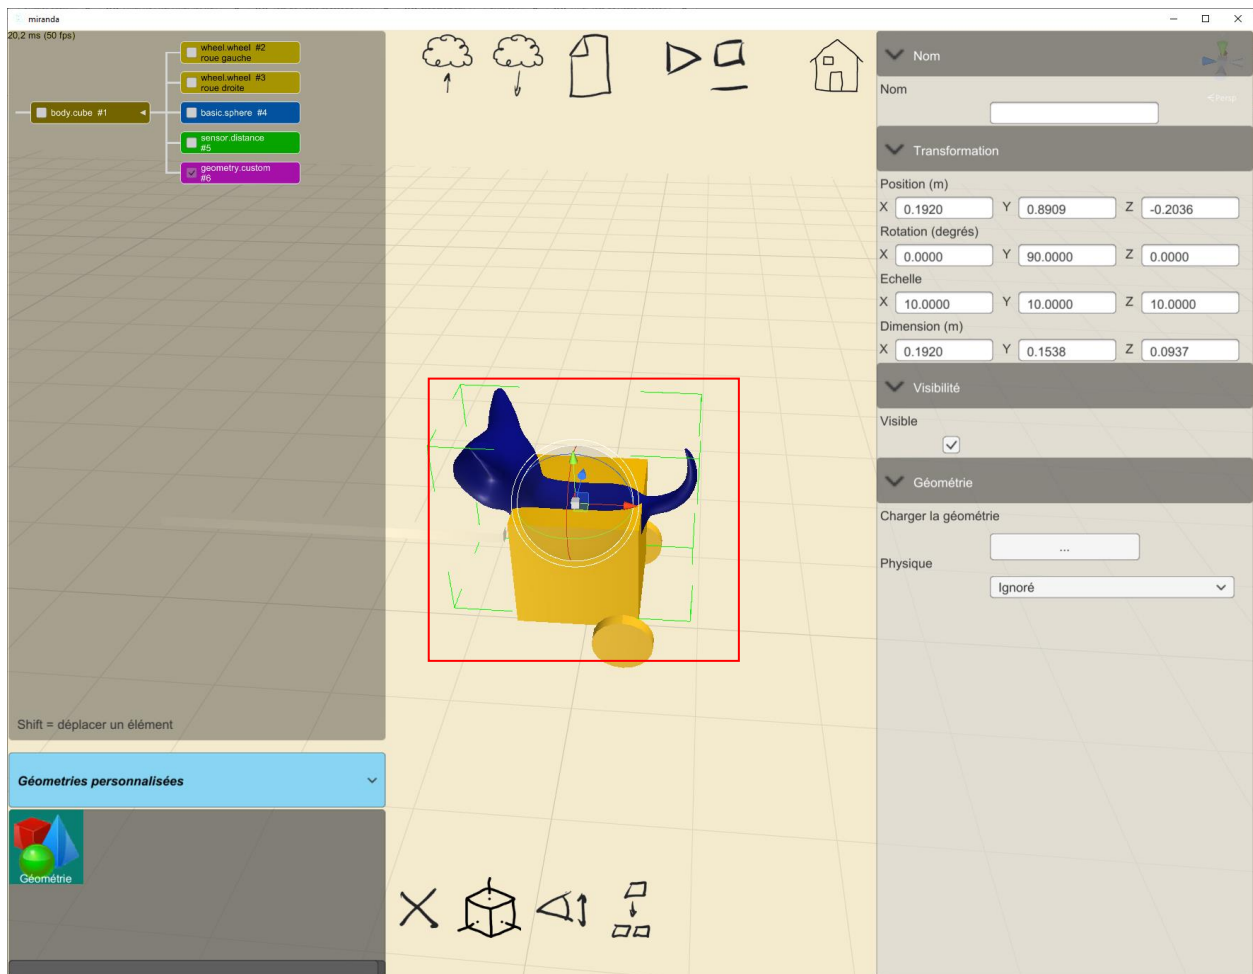 miranda
20,2 ms (50 fps)
wheel.wheel #2
roue gauche
wheel.wheel #3
roue droite
body.cube #1
basic.sphere #4
sensor.distance
#5
geometry.custom
#6
Shift = déplacer un élément
Géometries personnalisées
Géométrie
Nom
Nom
<Persp
Transformation
Position (m)
X 0.1920 Y 0.8909 Z -0.2036
Rotation (degrés)
X 0.0000 Y 90.0000 Z 0.0000
Echelle
X 10.0000 Y 10.0000 Z 10.0000
Dimension (m)
X 0.1920 Y 0.1538 Z 0.0937
Visibilité
Visible
Géométrie
Charger la géométrie
...
Physique
Ignoré